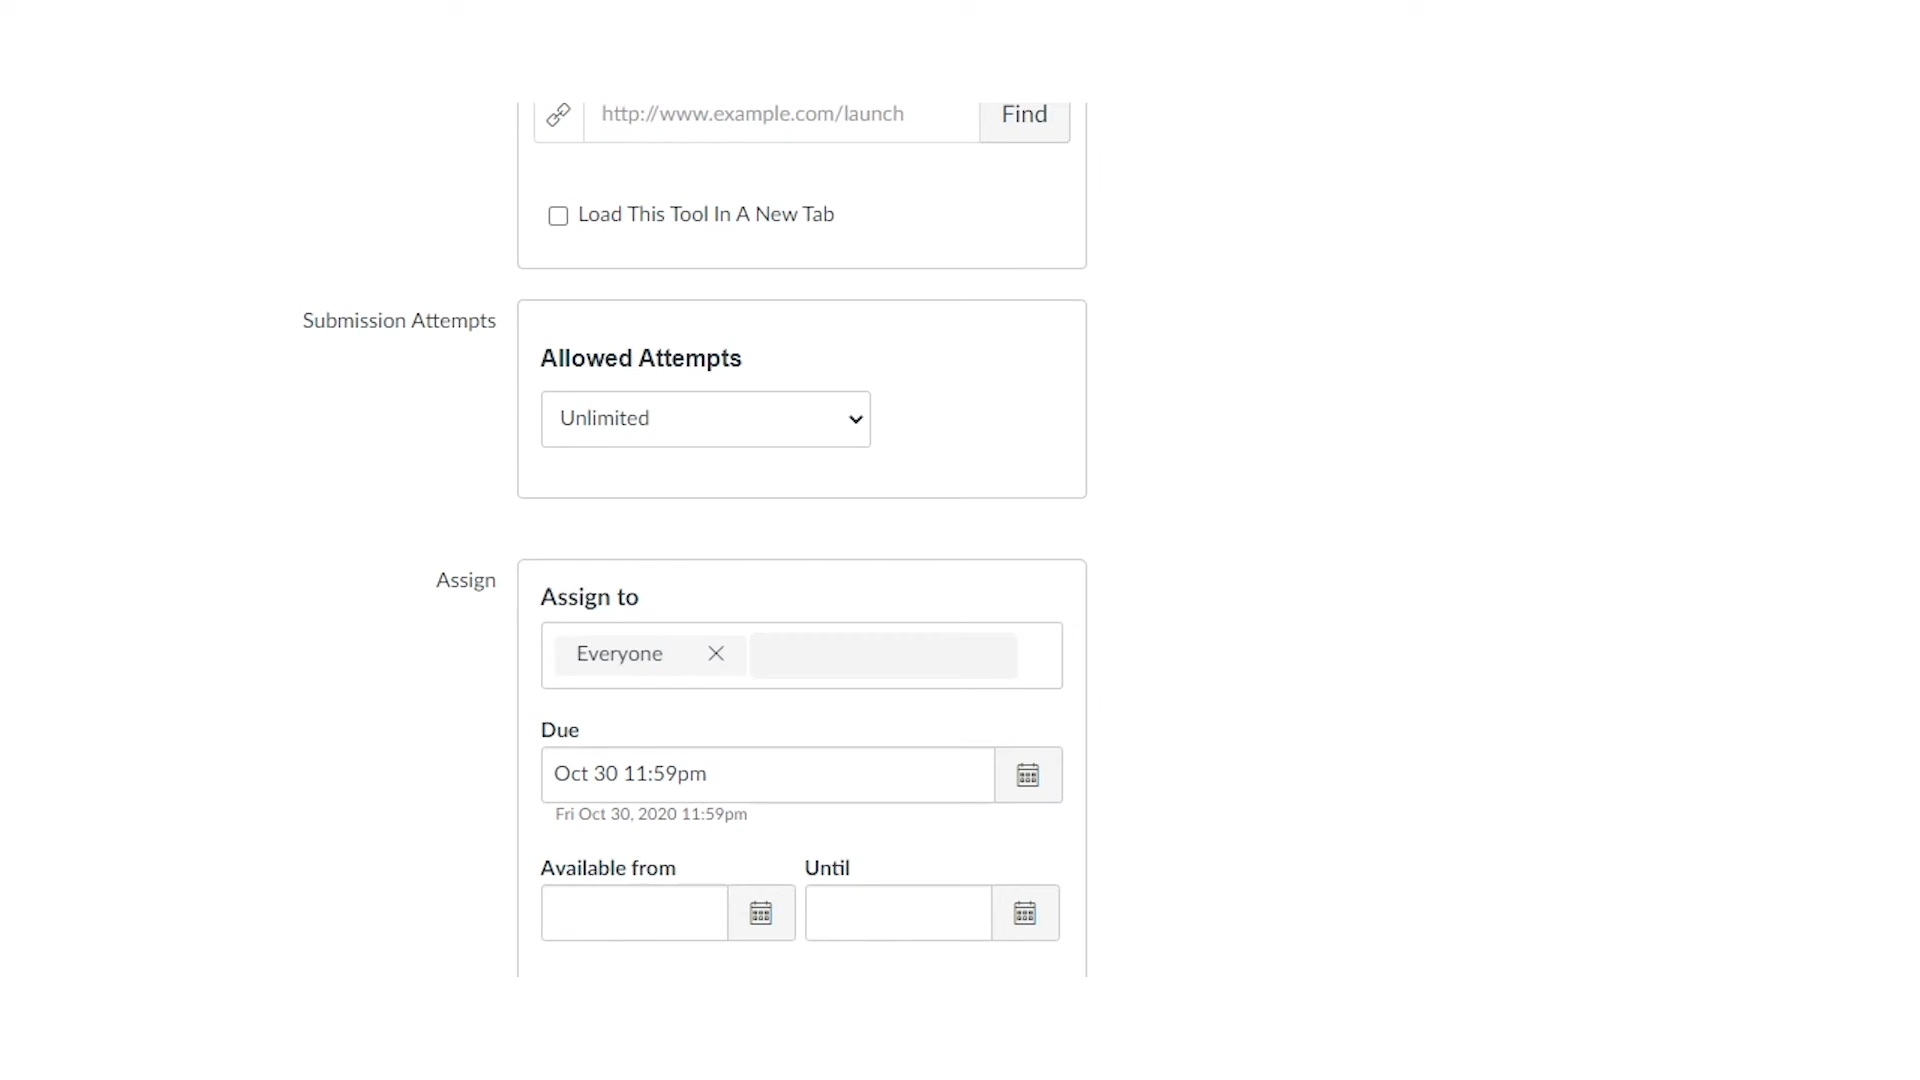 http://www.example.com/launch
Find
Load This Tool In A New Tab
Submission Attempts
Allowed Attempts
Unlimited
Assign
Assign to
Everyone
Due
Oct 30 11:59pm
Fri Oct 30, 2020 11:59pm
Available from
Until